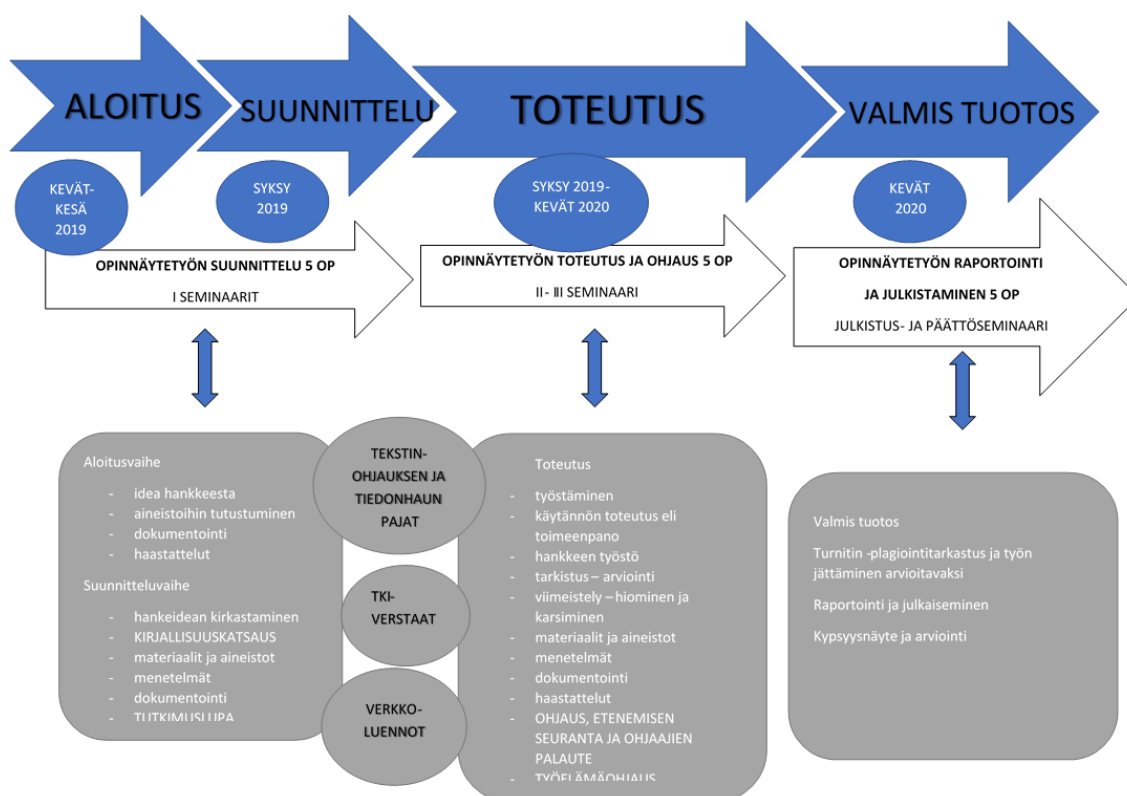 ALOITUS
SUUNNITTELU
TOTEUTUS
VALMIS TUOTOS
KEVÄT-
KESÄ
2019
SYKSY
2019
SYKSY 2019-
KEVÄT 2020
KEVÄT
2020
OPINNÄYTETYÖN SUUNNITTELU 5 OP
I SEMINAARIT
OPINNÄYTETYÖN TOTEUTUS JA OHJAUS 5 OP
II- III SEMINAARI
OPINNÄYTETYÖN RAPORTOINTI
JA JULKISTAMINEN 5 OP
JULKISTUS- JA PÄÄTÖSEMINAARI
Aloitusvaihe
- idea hankkeesta
- aineistoihin tutustuminen
- dokumentointi
- haastattelut
Suunnitteluvaihe
- hankeidean kirkastaminen
- KIRJALLISUUSKATSAUS
- materiaalit ja aineistot
- menetelmät
- dokumentointi
- TUTKIMUSLUPA
TEKSTIN-
OHJAUKSEN JA
TIEDONHAUN
PAJAT
TKI-
VERSTAAT
VERKKO-
LUENNOT
Toteutus
- työstäminen
- käytännön toteutus eli
toimeenpano
- hankkeen työstö
- tarkistus – arviointi
- viimeistely – hiominen ja
karsiminen
- materiaalit ja aineistot
- menetelmät
- dokumentointi
- haastattelut
- OHJAUS, ETENEMISEN
SEURANTA JA OHJAAJIEN
PALAUTE
- TYÖELÄMÄOHJAUS
Valmis tuotos
Turnitin -plagiointitarkastus ja työn
jättäminen arvioitavaksi
Raportointi ja julkaiseminen
Kypsyysnäyte ja arviointi